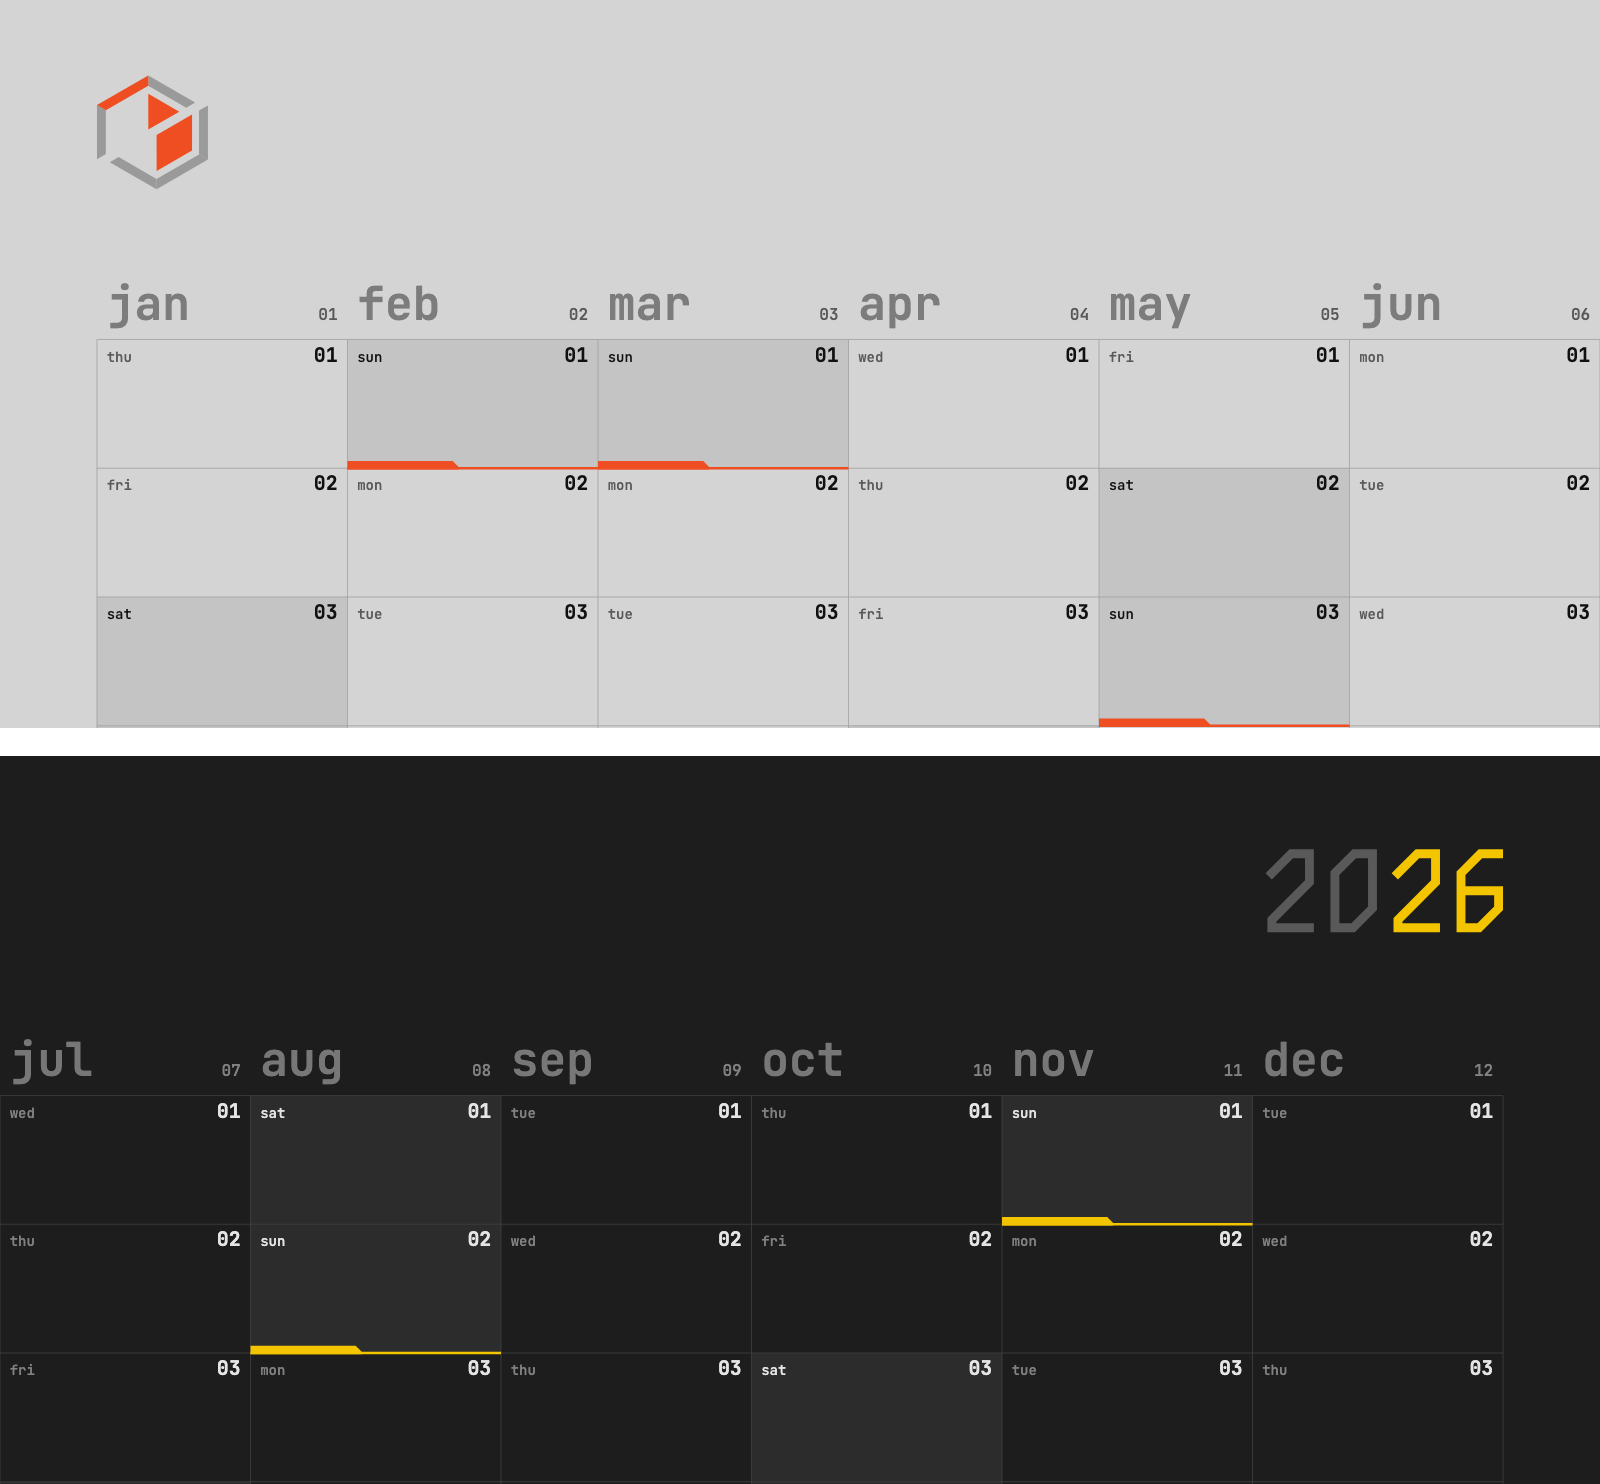 jan 01 feb 02 mar 03 apr 04 may 05 jun 06
thu 01 sun 01 sun 01 wed 01 fri 01 mon 01
fri 02 mon 02 mon 02 thu 02 sat 02 tue 02
sat 03 tue 03 tue 03 fri 03 sun 03 wed 03
2026
jul 07 aug 08 sep 09 oct 10 nov 11 dec 12
wed 01 sat 01 tue 01 thu 01 sun 01 tue 01
thu 02 sun 02 wed 02 fri 02 mon 02 wed 02
fri 03 mon 03 thu 03 sat 03 tue 03 thu 03